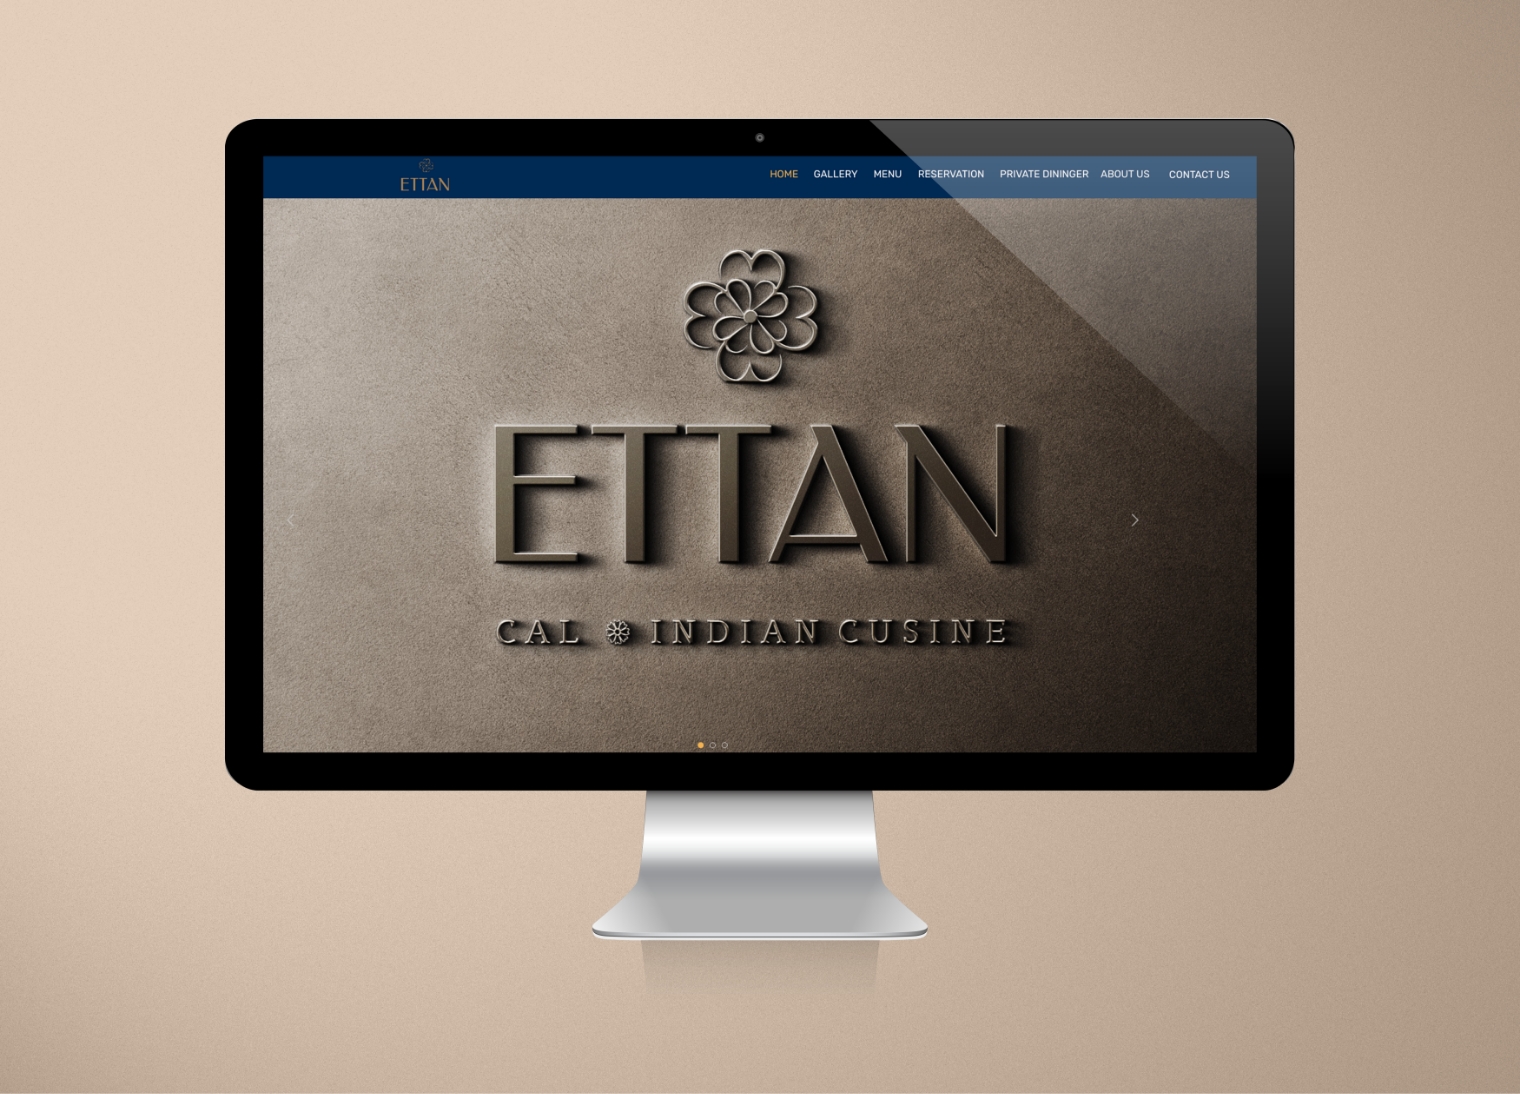 ETTAN
HOME GALLERY MENU RESERVATION PRIVATE DININGER ABOUT US CONTACT US
ETTAN
CAL INDIAN CUSINE